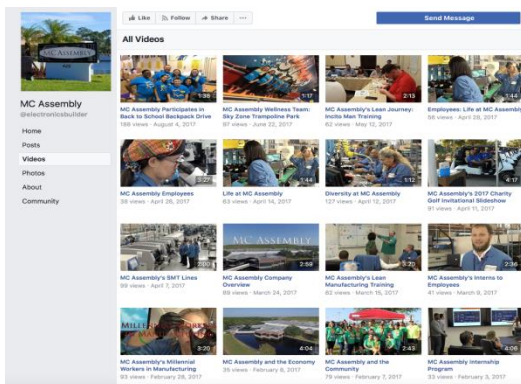 Like Follow Share ...
Send Message
All Videos
MC ASSEMBLY
MC Assembly
@electronicsbuilder
Home
Posts
Videos
Photos
About
Community
1:38
1:17
2:13
1:44
MC Assembly Participates in
Back to School Backpack Drive
188 views · August 4, 2017
MC Assembly Wellness Team:
Sky Zone Trampoline Park
97 views · June 22, 2017
MC Assembly's Lean Journey:
Incito Man Training
62 views · May 12, 2017
Employees: Life at MC Assembly
56 views · April 28, 2017
3:27
1:44
1:12
4:17
MC Assembly Employees
36 views · April 26, 2017
Life at MC Assembly
63 views · April 14, 2017
Diversity at MC Assembly
127 views · April 12, 2017
MC Assembly's 2017 Charity
Golf Invitational Slideshow
91 views · April 11, 2017
2:00
MC ASSEMBLY
2:59
3:20
2:36
MC Assembly's SMT Lines
99 views · April 7, 2017
MC Assembly Company
Overview
89 views · March 24, 2017
MC Assembly's Lean
Manufacturing Training
62 views · March 15, 2017
MC Assembly's Interns to
Employees
41 views · March 9, 2017
3:20
4:04
2:43
4:06
MC Assembly's Millennial
Workers in Manufacturing
93 views · February 28, 2017
MC Assembly and the Economy
35 views · February 8, 2017
MC Assembly and the
Community
79 views · February 7, 2017
MC Assembly Internship
Program
33 views · February 3, 2017